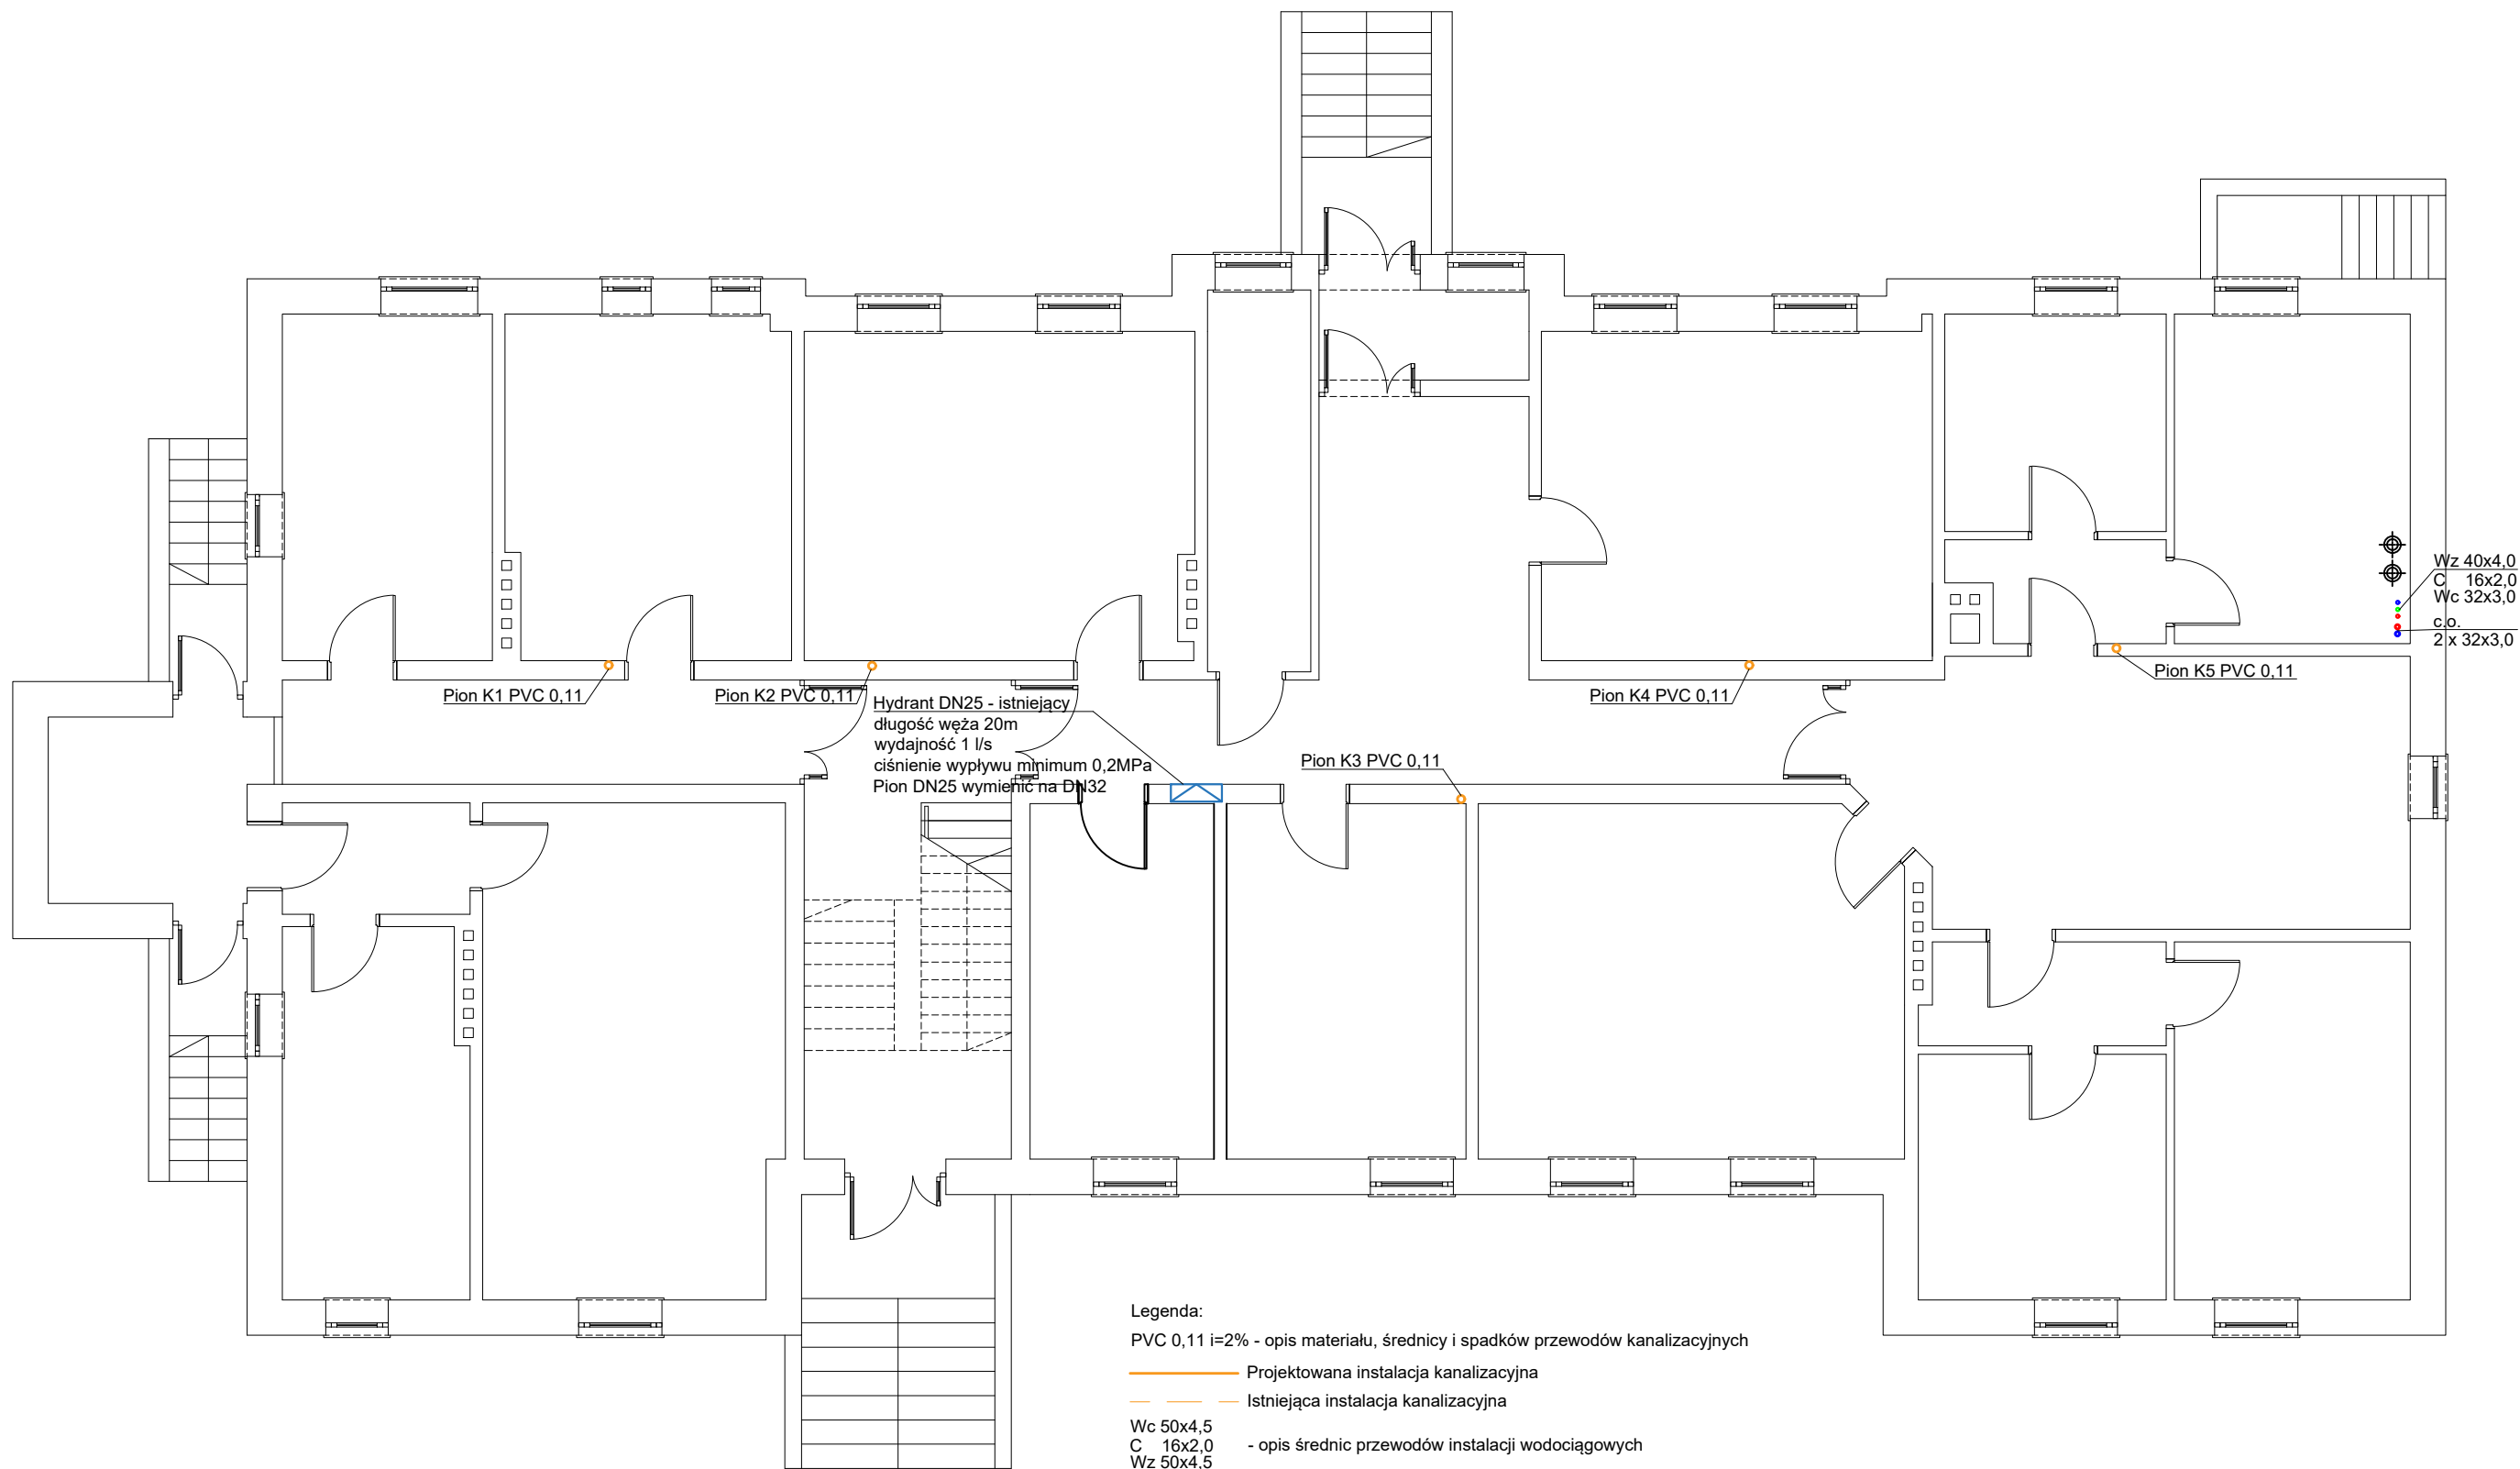 Wz 40x4,0
C 16x2,0
Wc 32x3,0
c.o.
2 x 32x3,0
Pion K5 PVC 0,11
Pion K1 PVC 0,11
Pion K2 PVC 0,11
Pion K4 PVC 0,11
Hydrant DN25 - istniejący
długość węża 20m
wydajność 1 l/s
ciśnienie wypływu minimum 0,2MPa
Pion DN25 wymienić na DN32
Pion K3 PVC 0,11
Legenda:
PVC 0,11 i=2% - opis materiału, średnicy i spadków przewodów kanalizacyjnych
Projektowana instalacja kanalizacyjna
Istniejąca instalacja kanalizacyjna
Wc 50x4,5
C 16x2,0 - opis średnic przewodów instalacji wodociągowych
Wz 50x4,5